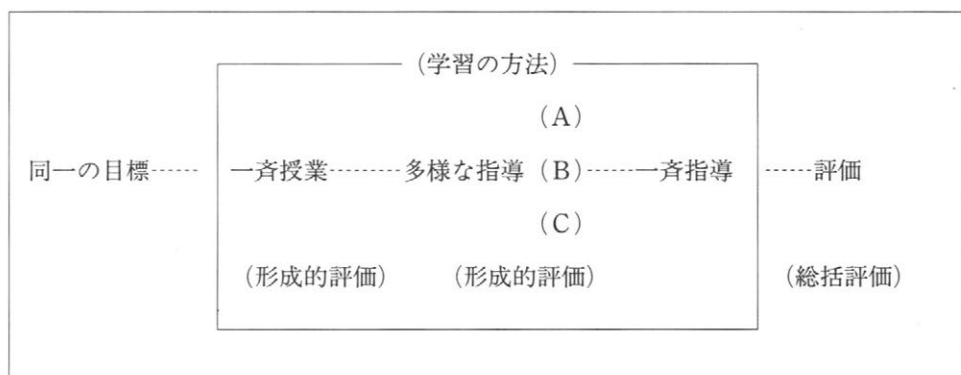 (学習の方法)
(A)
同一の目標……一斉授業………多様な指導(B)……一斉指導……評価
(C)
(形成的評価) (形成的評価) (総括評価)